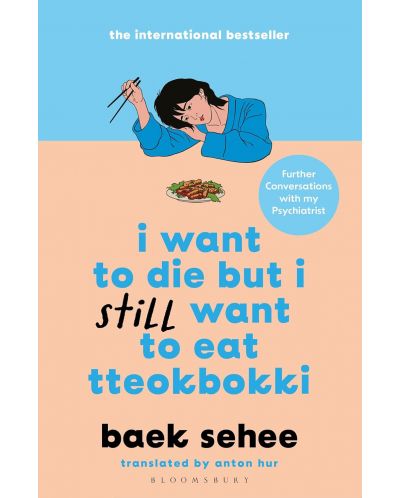 the international bestseller
Further
Conversations
with my
Psychiatrist
i want
to die but i
still want
to eat
tteokbokki
baek sehee
translated by anton hur
BLOOMSBURY